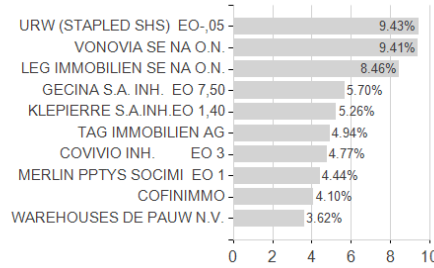 URW (STAPLED SHS) EO-,05 9.43%
VONOVIA SE NA O.N. 9.41%
LEG IMMOBILIEN SE NA O.N. 8.46%
GECINA S.A. INH. EO 7,50 5.70%
KLEPIERRE S.A.INH.EO 1,40 5.26%
TAG IMMOBILIEN AG 4.94%
COVIVIO INH. EO 3 4.77%
MERLIN PPTYS SOCIMI EO 1 4.44%
COFINIMMO 4.10%
WAREHOUSES DE PAUW N.V. 3.62%
0 2 4 6 8 10